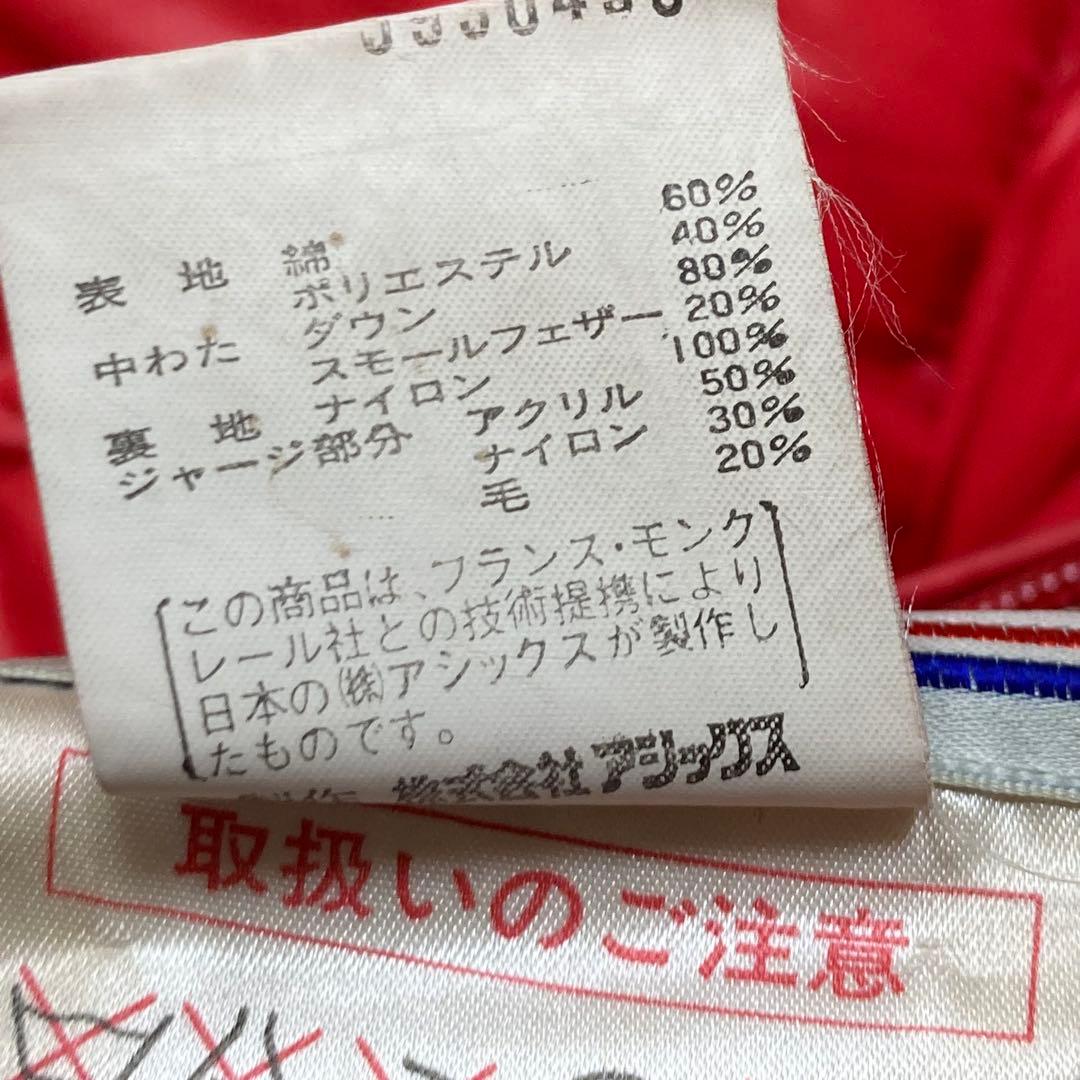 表地 綿 60%
ポリエステル 40%
中わた ダウン 80%
スモールフェザー 20%
裏地 ナイロン 100%
ジャージ部分 アクリル 50%
ナイロン 30%
毛 20%
この商品は、フランス・モンク
レール社との技術提携により
日本の㈱アシックスが製作し
たものです。
株式会社アシックス
取扱いのご注意